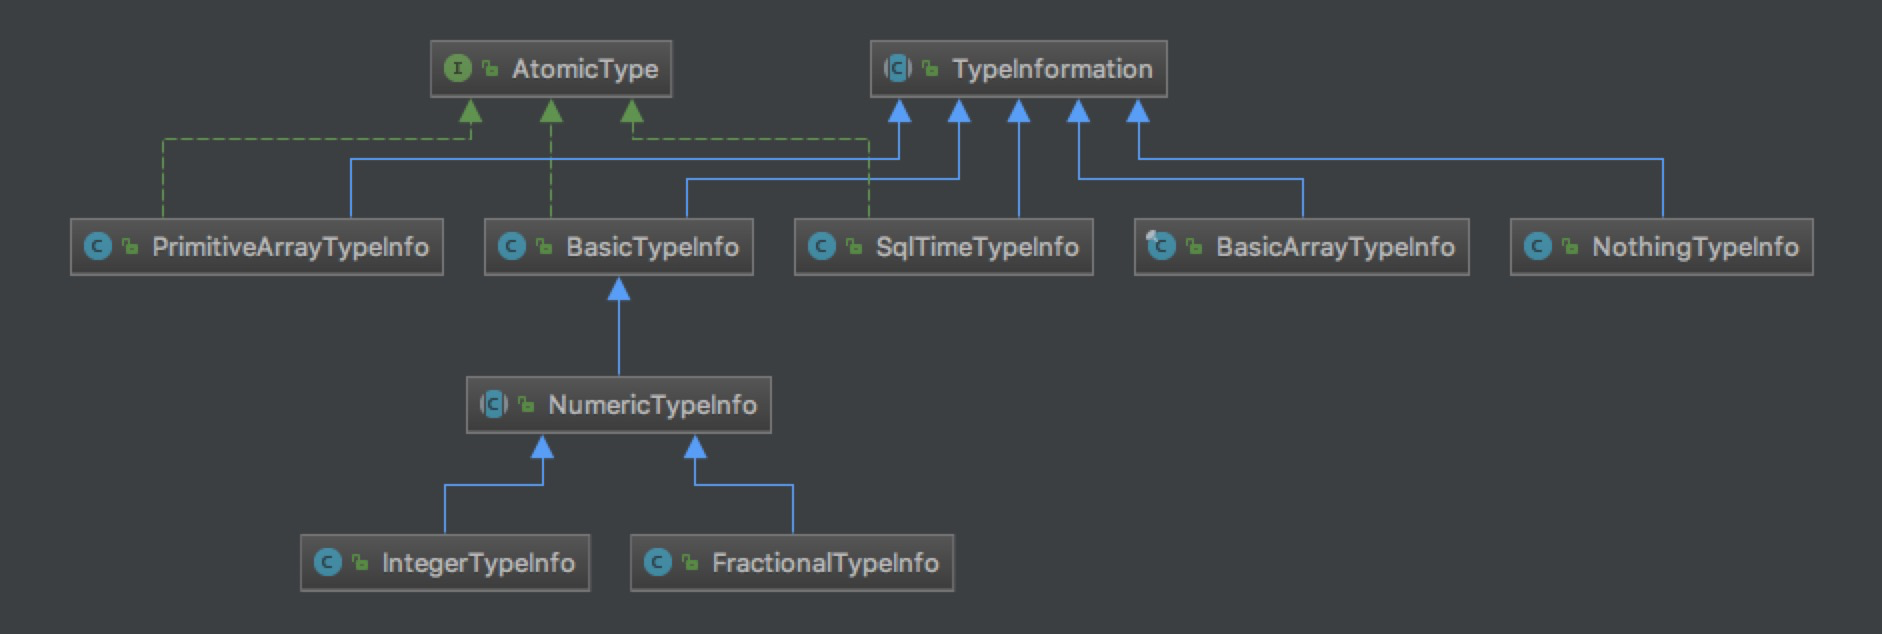 I AtomicType
C TypeInformation
C PrimitiveArrayTypeInfo
C BasicTypeInfo
C SqlTimeTypeInfo
C BasicArrayTypeInfo
C NothingTypeInfo
C NumericTypeInfo
C IntegerTypeInfo
C FractionalTypeInfo